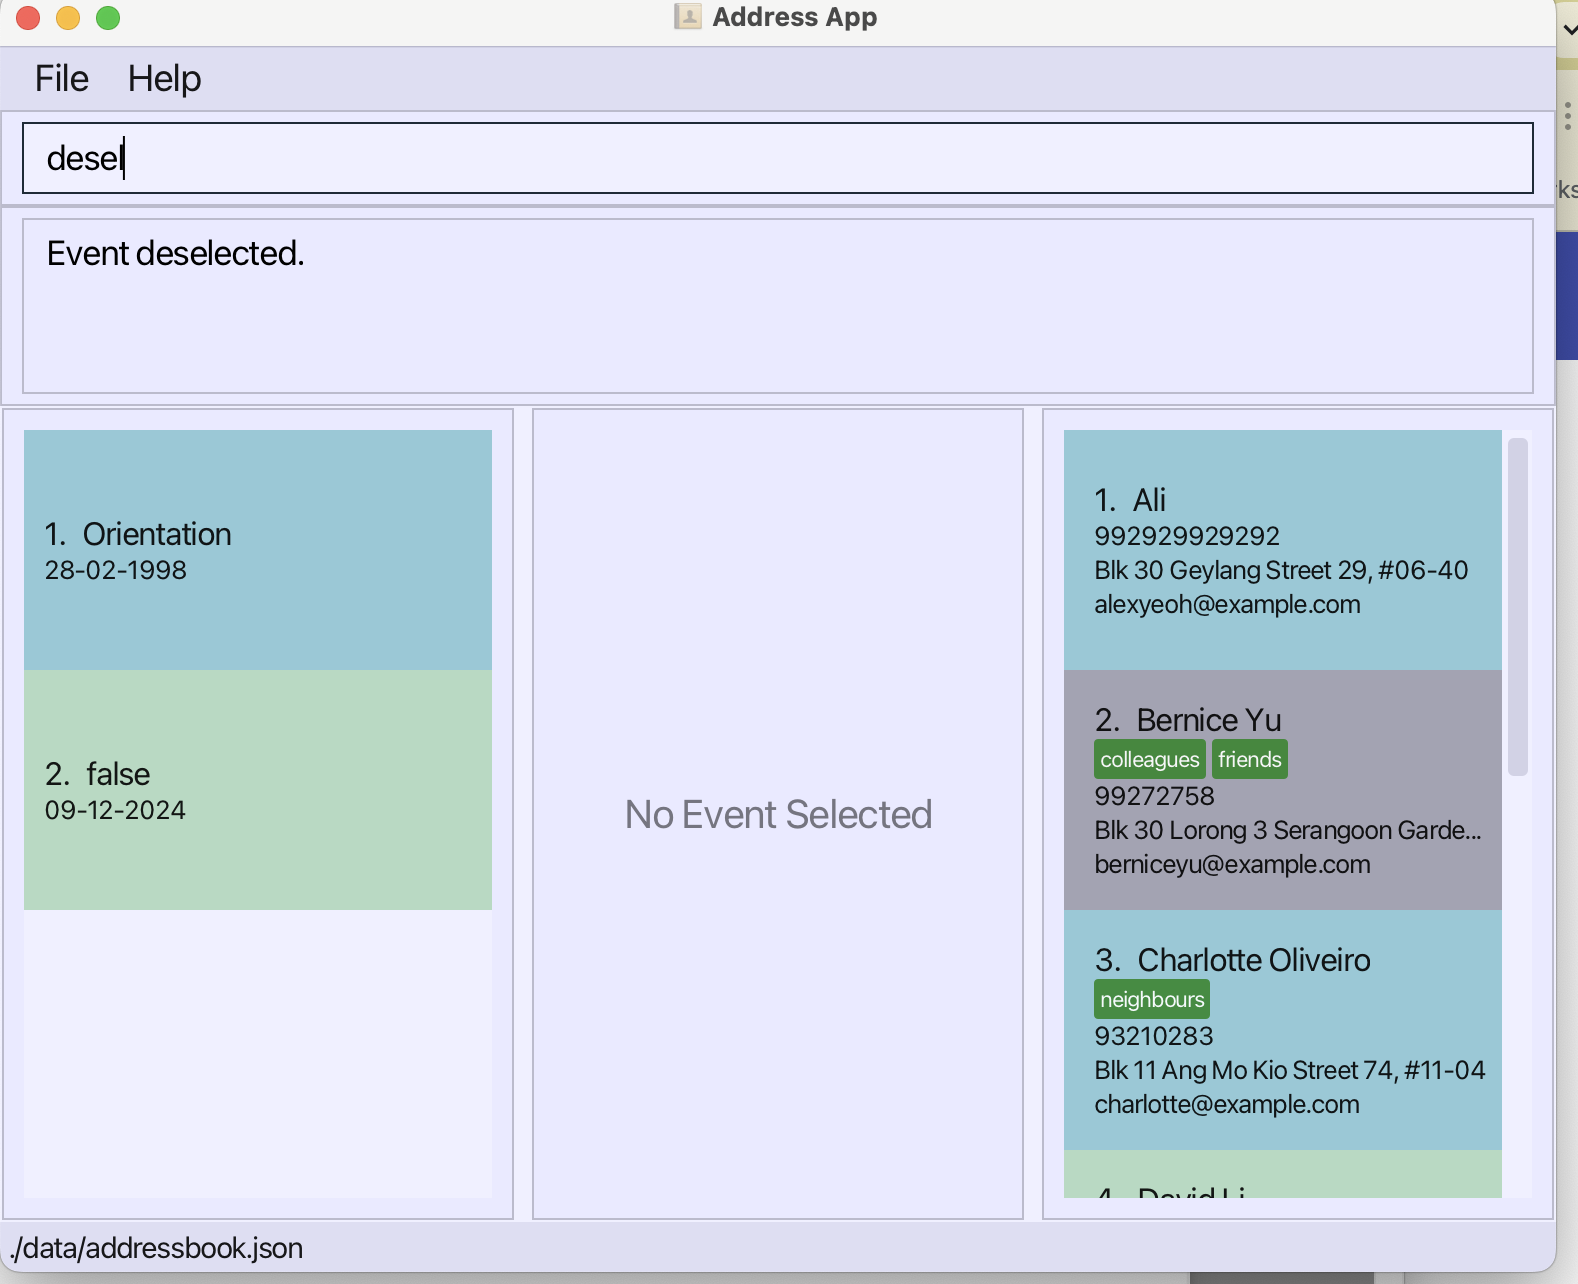 Address App
File Help
desel
Event deselected.
1. Orientation
28-02-1998
2. false
09-12-2024
No Event Selected
1. Ali
992929929292
Blk 30 Geylang Street 29, #06-40
alexyeoh@example.com
2. Bernice Yu
colleagues friends
99272758
Blk 30 Lorong 3 Serangoon Garde...
berniceyu@example.com
3. Charlotte Oliveiro
neighbours
93210283
Blk 11 Ang Mo Kio Street 74, #11-04
charlotte@example.com
4. David Li
./data/addressbook.json